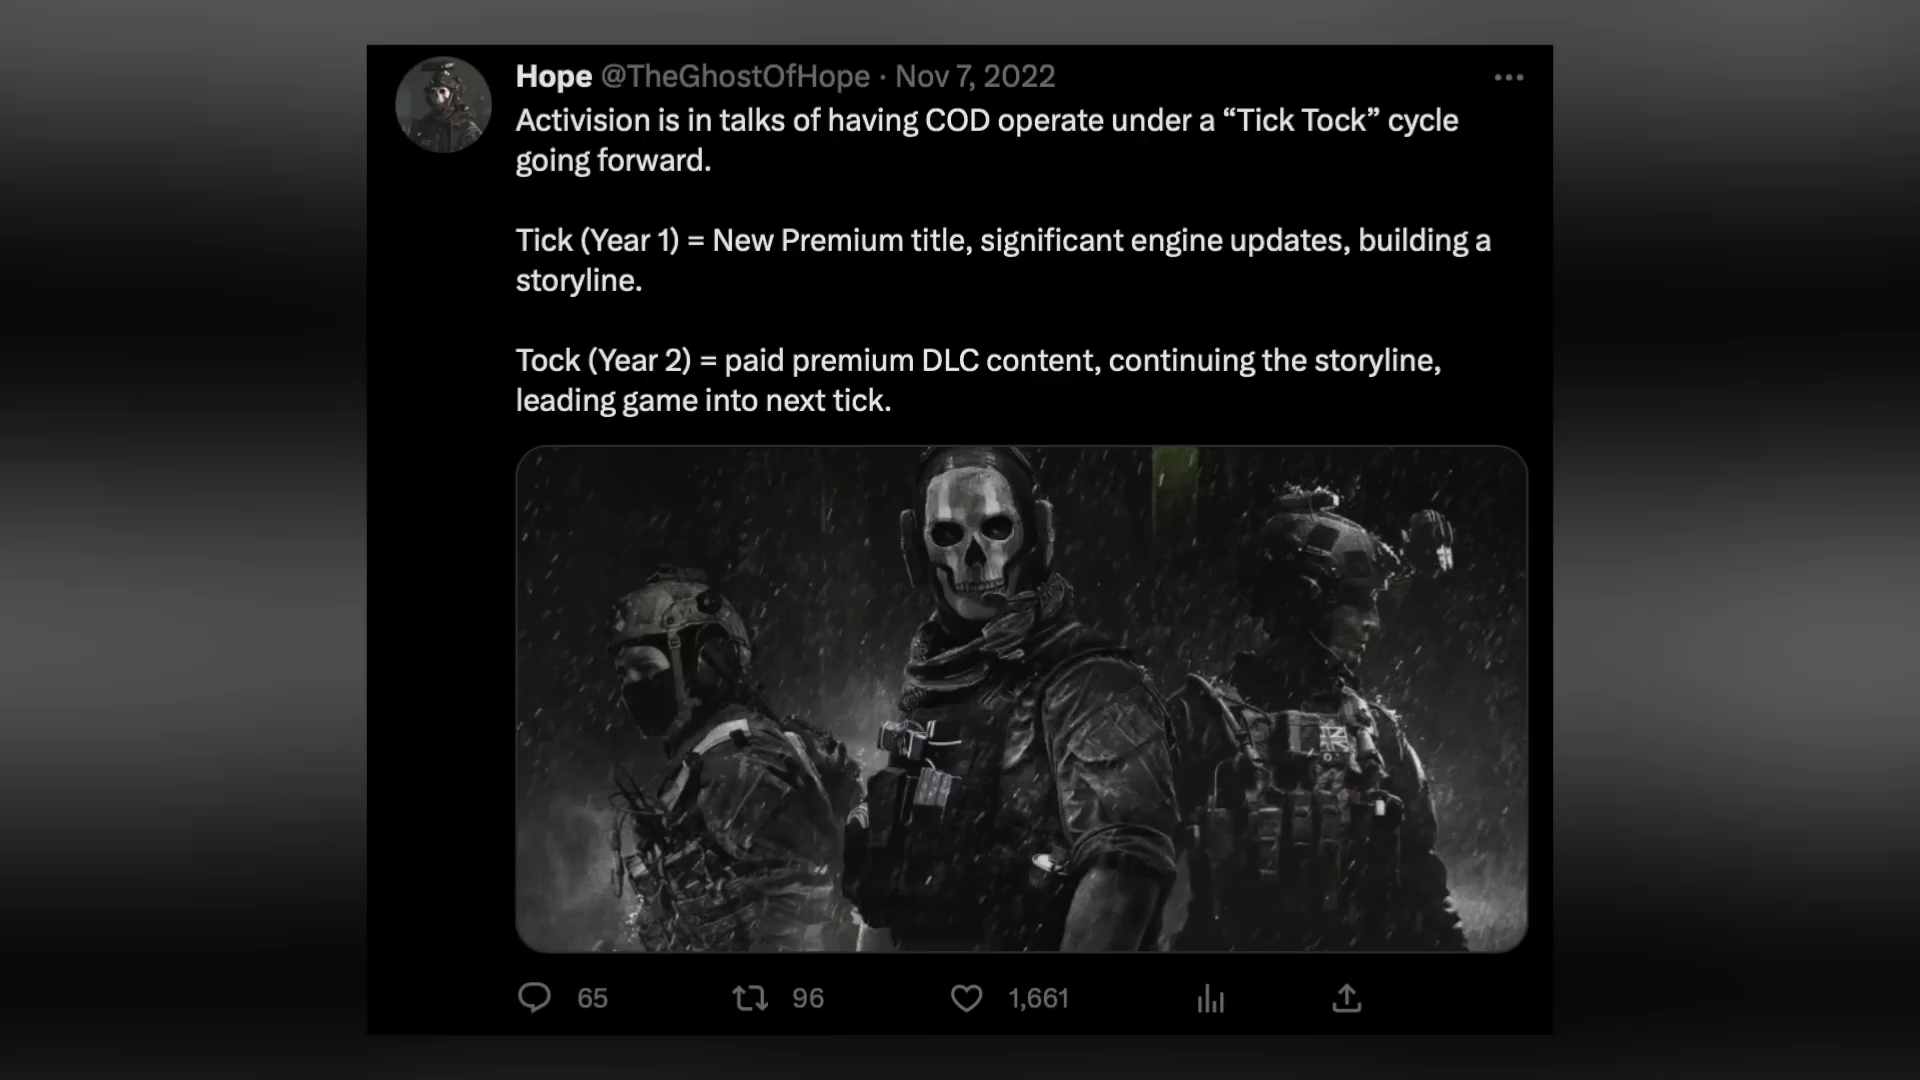 Hope @TheGhostOfHope · Nov 7, 2022
Activision is in talks of having COD operate under a “Tick Tock” cycle
going forward.
Tick (Year 1) = New Premium title, significant engine updates, building a
storyline.
Tock (Year 2) = paid premium DLC content, continuing the storyline,
leading game into next tick.
65 96 1,661